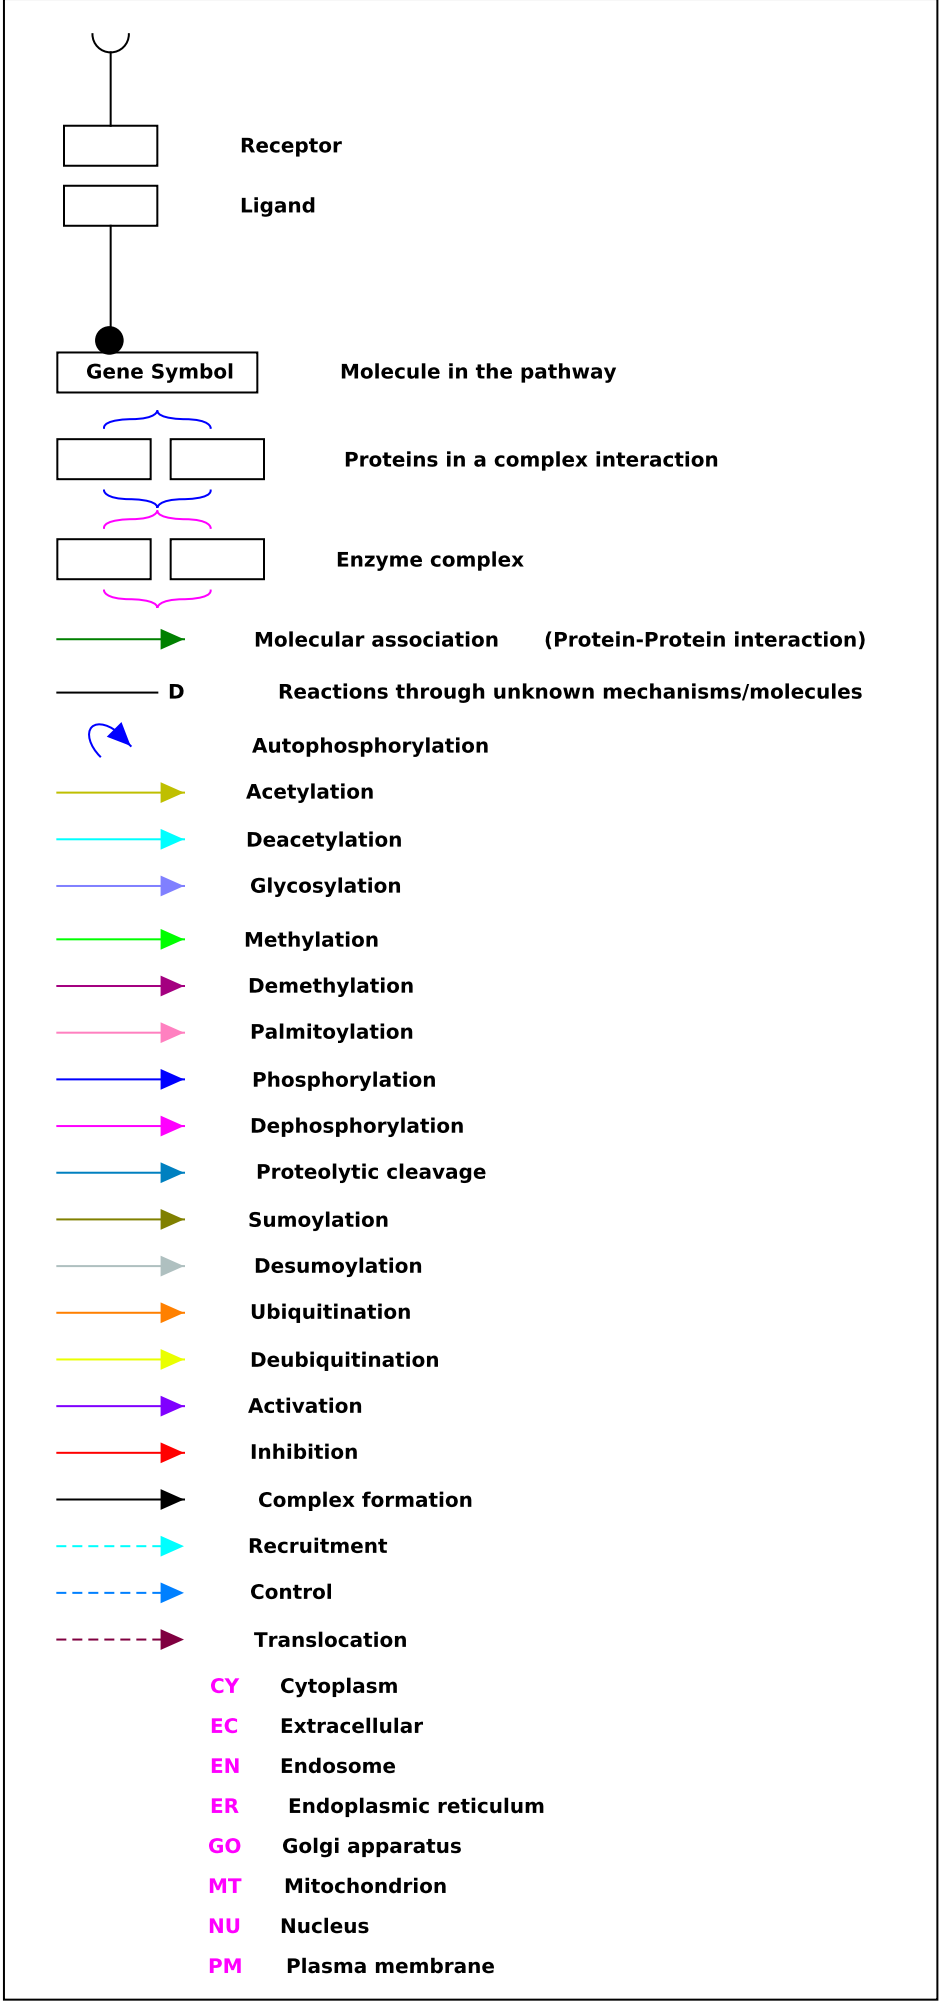 Receptor
Ligand
Gene Symbol Molecule in the pathway
Proteins in a complex interaction
Enzyme complex
Molecular association (Protein-Protein interaction)
D Reactions through unknown mechanisms/molecules
Autophosphorylation
Acetylation
Deacetylation
Glycosylation
Methylation
Demethylation
Palmitoylation
Phosphorylation
Dephosphorylation
Proteolytic cleavage
Sumoylation
Desumoylation
Ubiquitination
Deubiquitination
Activation
Inhibition
Complex formation
Recruitment
Control
Translocation
CY Cytoplasm
EC Extracellular
EN Endosome
ER Endoplasmic reticulum
GO Golgi apparatus
MT Mitochondrion
NU Nucleus
PM Plasma membrane